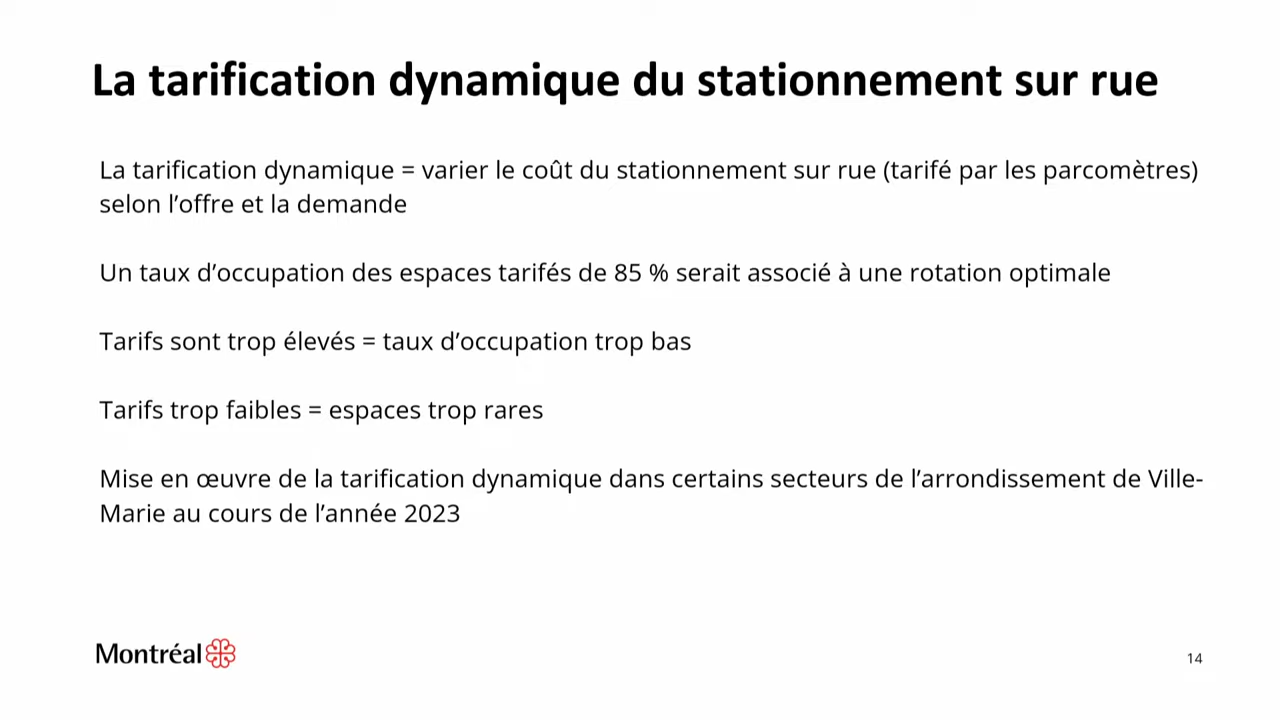 La tarification dynamique du stationnement sur rue
La tarification dynamique = varier le coût du stationnement sur rue (tarifé par les parcomètres)
selon l’offre et la demande
Un taux d’occupation des espaces tarifés de 85 % serait associé à une rotation optimale
Tarifs sont trop élevés = taux d’occupation trop bas
Tarifs trop faibles = espaces trop rares
Mise en œuvre de la tarification dynamique dans certains secteurs de l’arrondissement de Ville-
Marie au cours de l’année 2023
Montréal
14